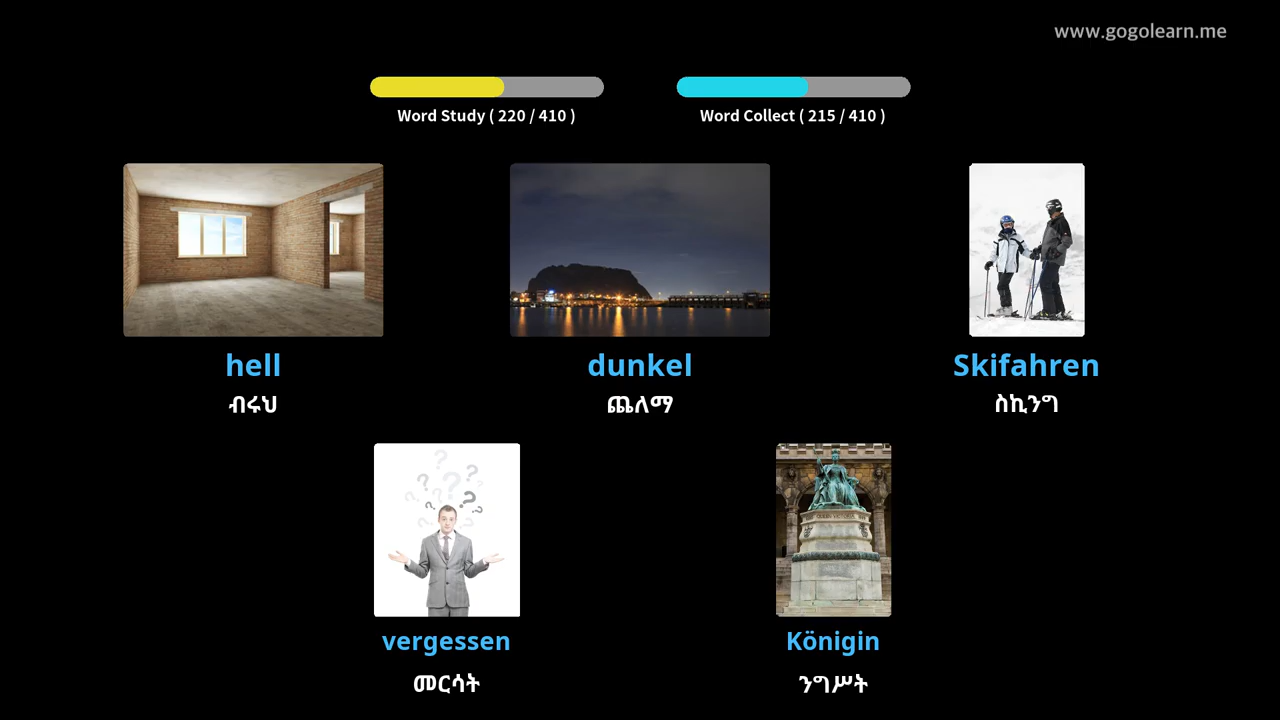 www.gogolearn.me
Word Study ( 220 / 410 )
Word Collect ( 215 / 410 )
hell
ብሩህ
dunkel
ጨለማ
Skifahren
ስኪንግ
vergessen
መርሳት
Königin
ንግሥት